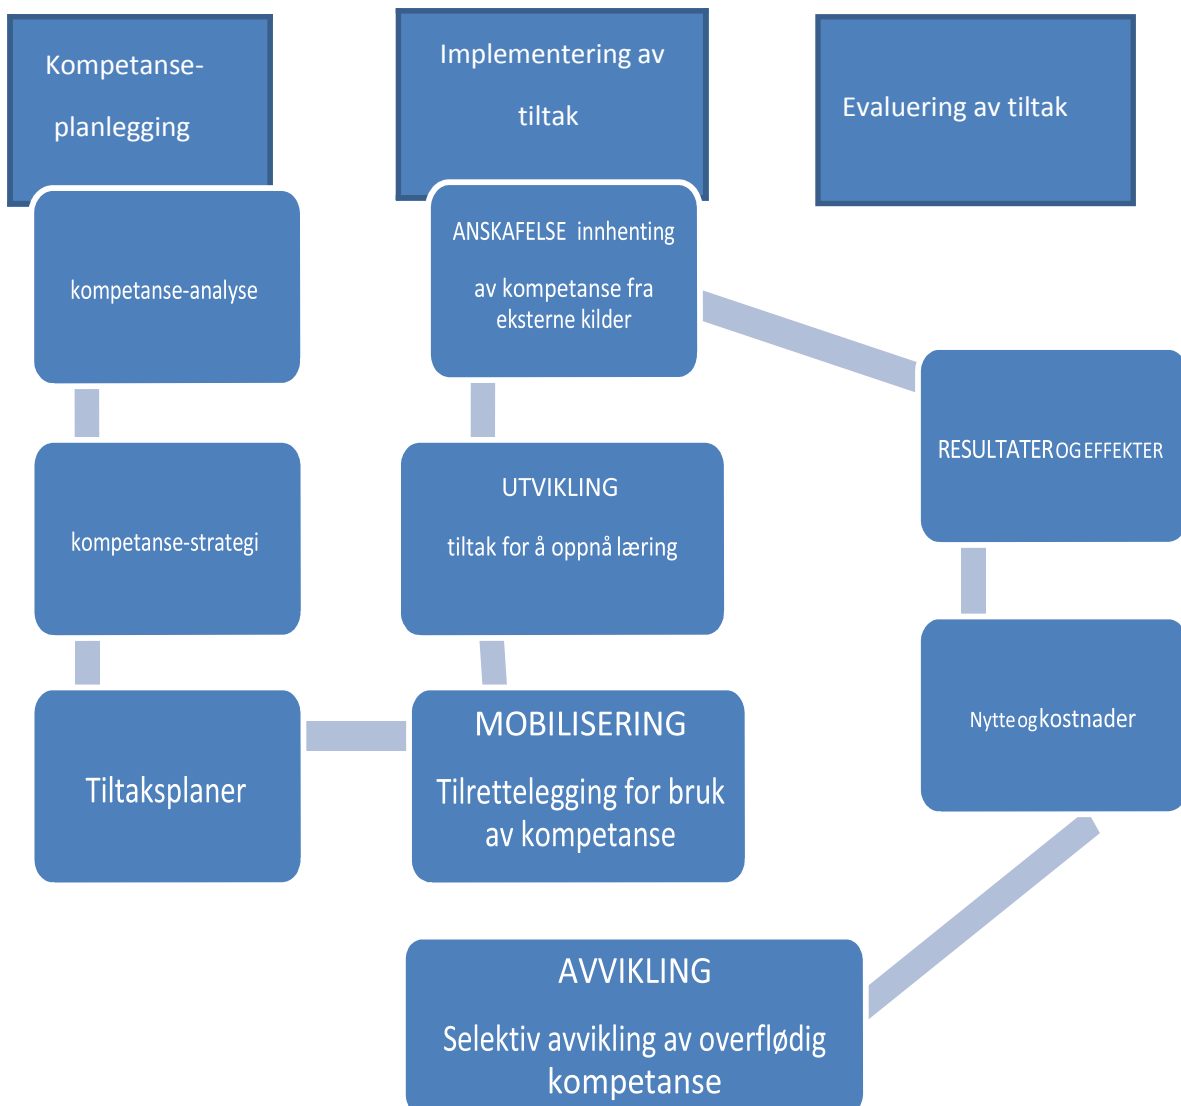 Kompetanse-
planlegging
Implementering av
tiltak
Evaluering av tiltak
kompetanse-analyse
kompetanse-strategi
Tiltaksplaner
ANSKAFELSE innhenting
av kompetanse fra
eksterne kilder
UTVIKLING
tiltak for å oppnå læring
MOBILISERING
Tilrettelegging for bruk
av kompetanse
AVVIKLING
Selektiv avvikling av overflødig
kompetanse
RESULTATER OG EFFEKTER
Nytte og kostnader